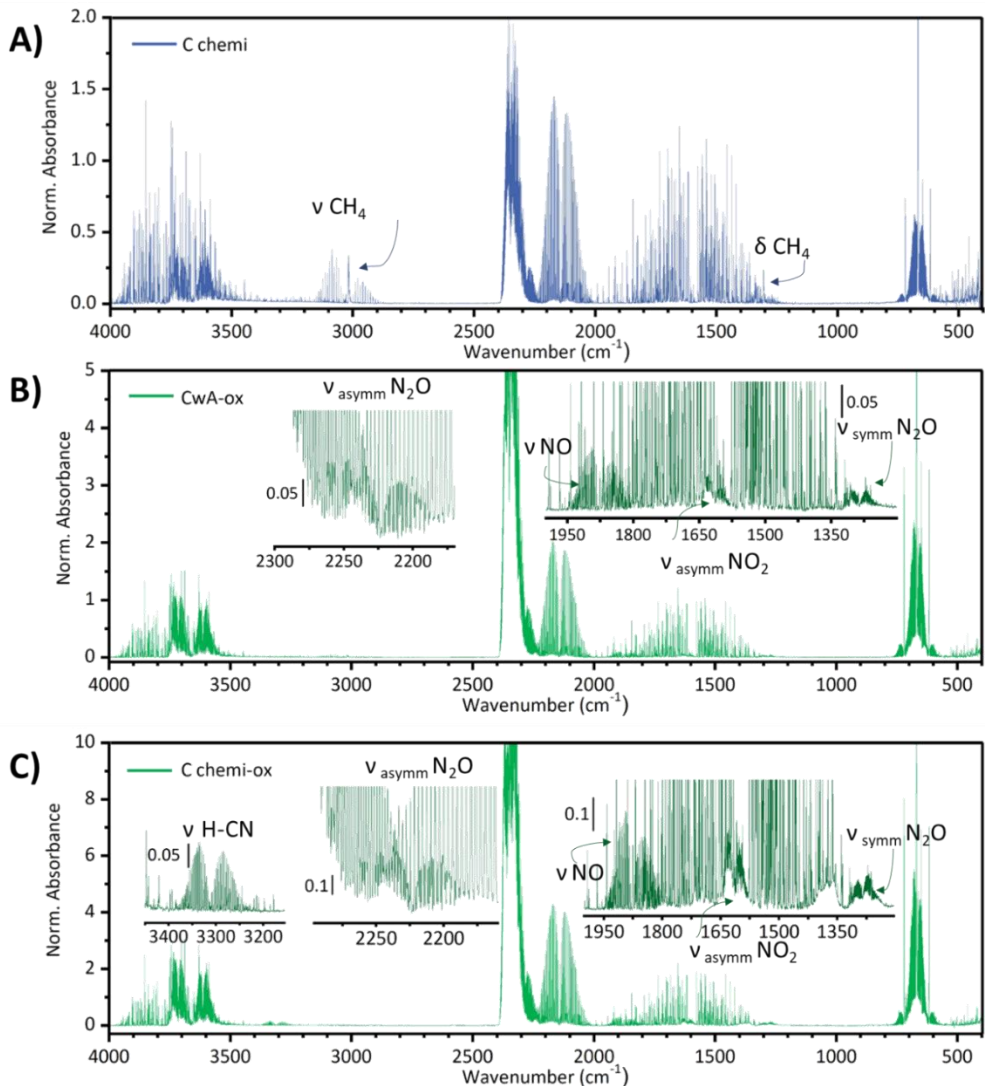 A)
C chemi
2.0
1.5
1.0
0.5
0.0
Norm. Absorbance
ν CH4
δ CH4
4000 3500 3000 2500 2000 1500 1000 500
Wavenumber (cm-1)
B)
CwA-ox
5
4
3
2
1
0
Norm. Absorbance
ν asymm N2O
0.05
2300 2250 2200
ν NO
0.05
ν symm N2O
1950 1800 1650 1500 1350
ν asymm NO2
4000 3500 3000 2500 2000 1500 1000 500
Wavenumber (cm-1)
C)
C chemi-ox
10
8
6
4
2
0
Norm. Absorbance
ν H-CN
0.05
3400 3300 3200
ν asymm N2O
0.1
2250 2200
0.1
ν NO
ν symm N2O
1950 1800 1650 1500 1350
ν asymm NO2
4000 3500 3000 2500 2000 1500 1000 500
Wavenumber (cm-1)